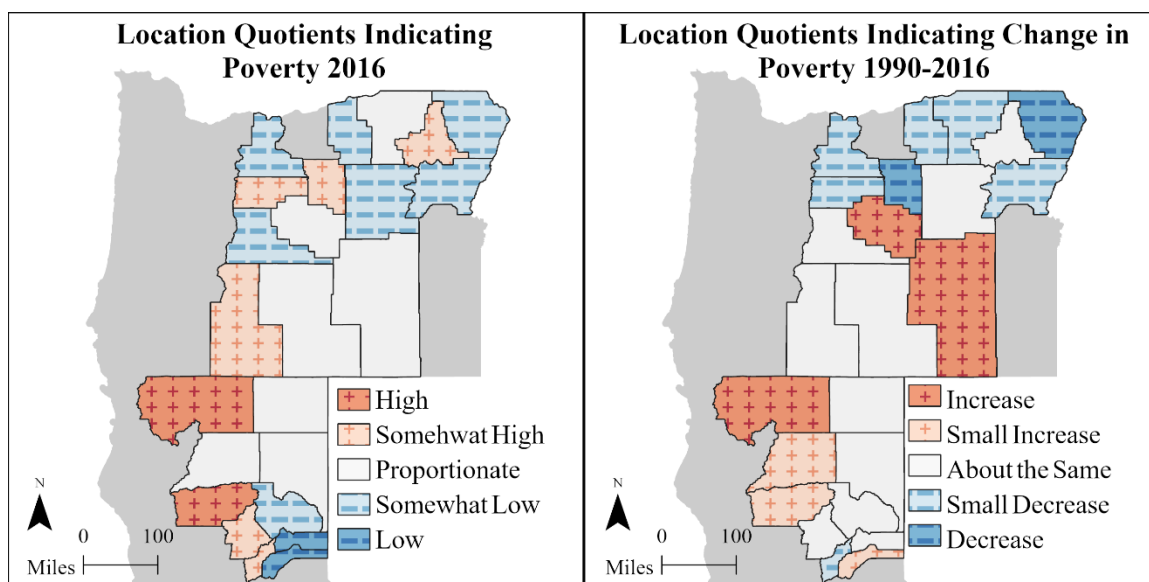 Location Quotients Indicating
Poverty 2016
High
Somehwat High
Proportionate
Somewhat Low
Low
N
0 100
Miles
Location Quotients Indicating Change in
Poverty 1990-2016
Increase
Small Increase
About the Same
Small Decrease
Decrease
N
0 100
Miles